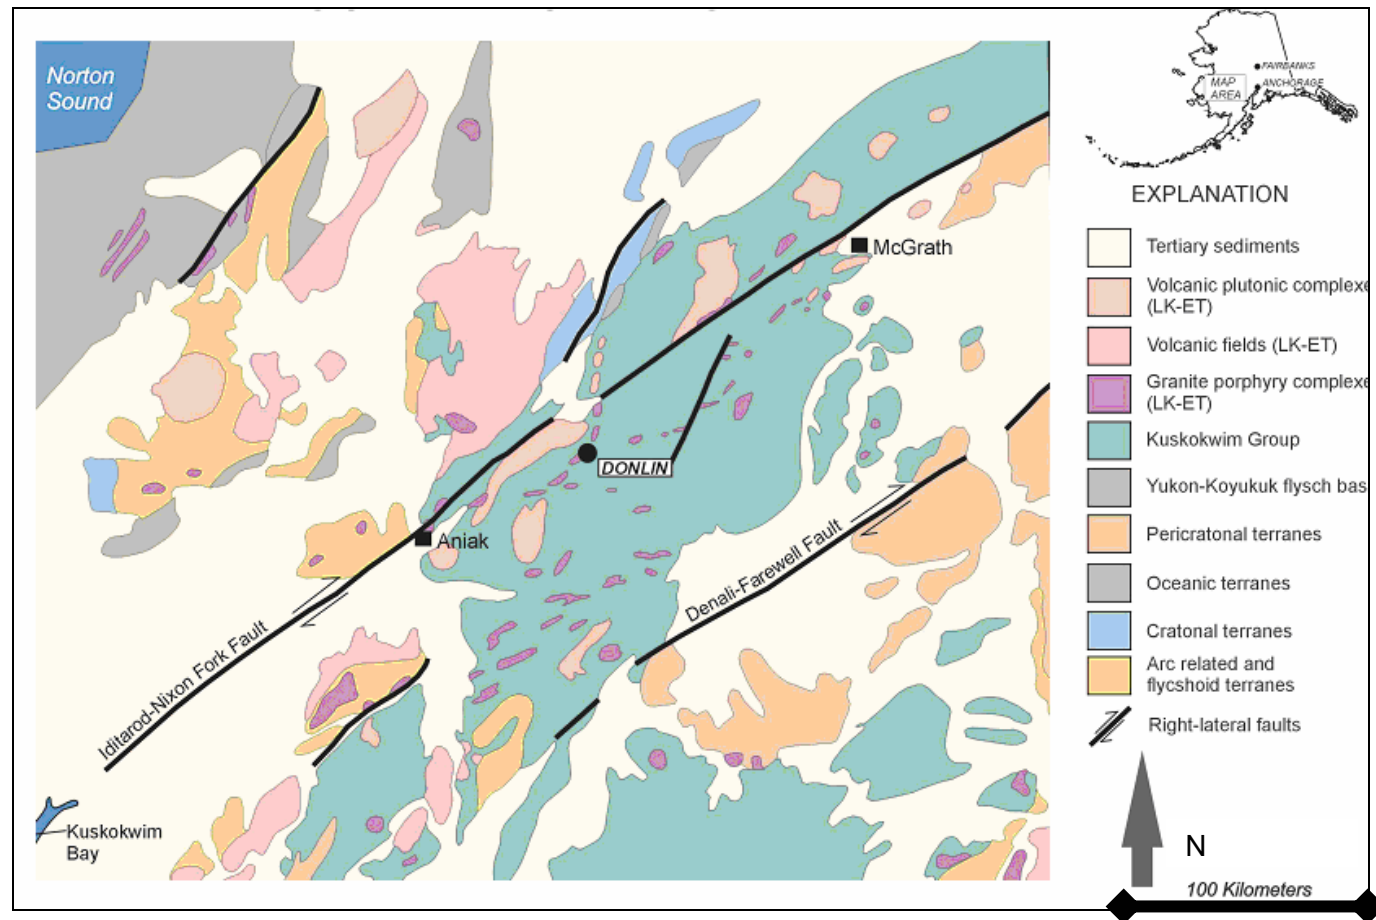 Norton
Sound
McGrath
DONLIN
Aniak
Denali-Farewell Fault
Iditarod-Nixon Fork Fault
Kuskokwim
Bay
FAIRBANKS
ANCHORAGE
MAP
AREA
EXPLANATION
Tertiary sediments
Volcanic plutonic complexe
(LK-ET)
Volcanic fields (LK-ET)
Granite porphyry complexe
(LK-ET)
Kuskokwim Group
Yukon-Koyukuk flysch bas
Pericratonal terranes
Oceanic terranes
Cratonal terranes
Arc related and
flycshoid terranes
Right-lateral faults
N
100 Kilometers